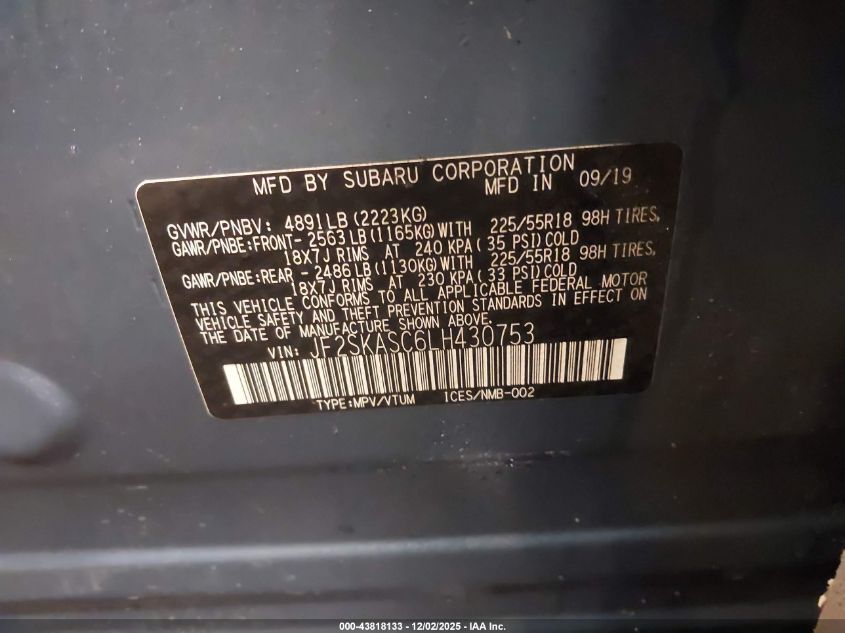 MFD BY SUBARU CORPORATION
MFD IN 09/19
GVWR/PNBV: 4891LB(2223KG)
GAWR/PNBE:FRONT- 2563LB(1165KG)WITH 225/55R18 98H TIRES,
18X7J RIMS AT 240 KPA( 35 PSI)COLD
GAWR/PNBE:REAR -2486LB(1130KG)WITH 225/55R18 98H TIRES,
18X7J RIMS AT 230 KPA( 33 PSI)COLD
THIS VEHICLE CONFORMS TO ALL APPLICABLE FEDERAL MOTOR
VEHICLE SAFETY AND THEFT PREVENTION STANDARDS IN EFFECT ON
THE DATE OF MANUFACTURE SHOWN ABOVE.
VIN: JF2SKASC6LH430753
TYPE:MPV/VTUM ICES/NMB-002
000-43818133 - 12/02/2025 - IAA Inc.